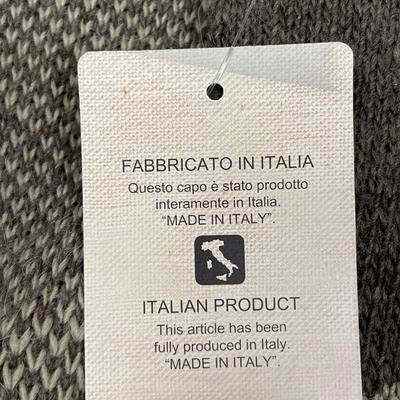 FABBRICATO IN ITALIA
Questo capo è stato prodotto
interamente in Italia.
“MADE IN ITALY”.
ITALIAN PRODUCT
This article has been
fully produced in Italy.
“MADE IN ITALY”.